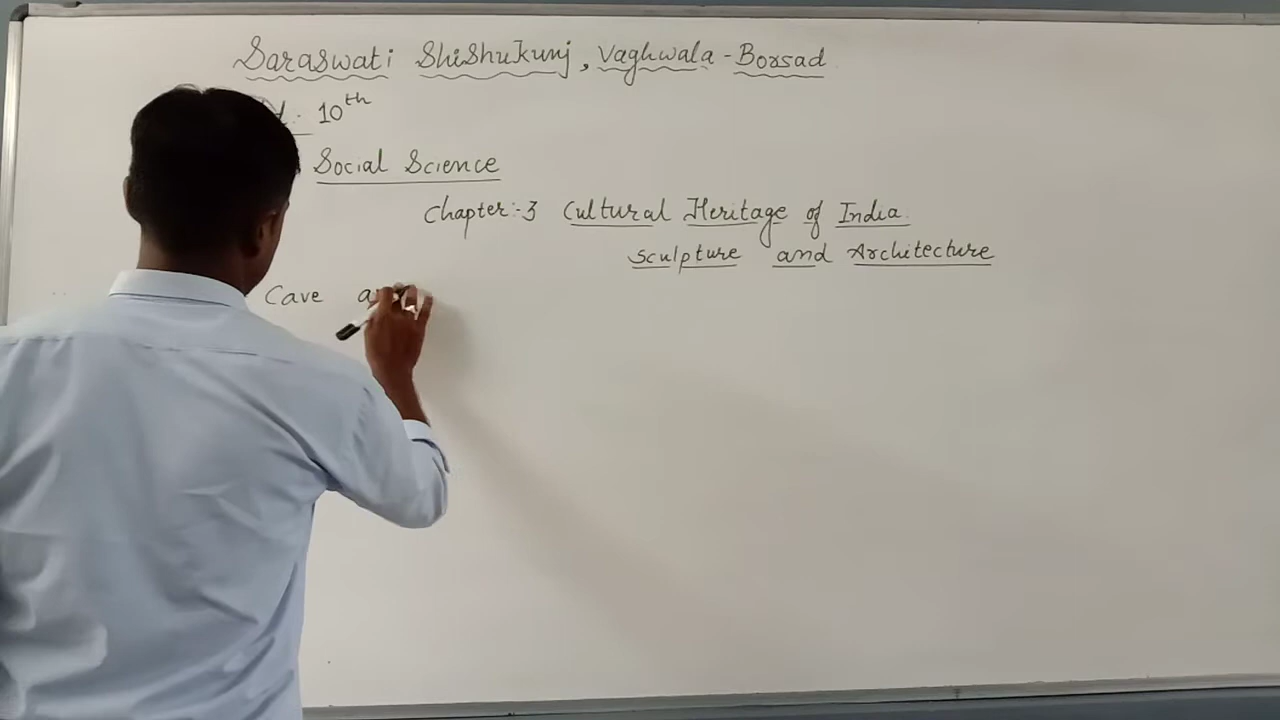 Saraswati ShiShukunj, Vaghwala - Borsad
10th
Social Science
Chapter:-3 Cultural Heritage of India.
Sculpture and Architecture
Cave